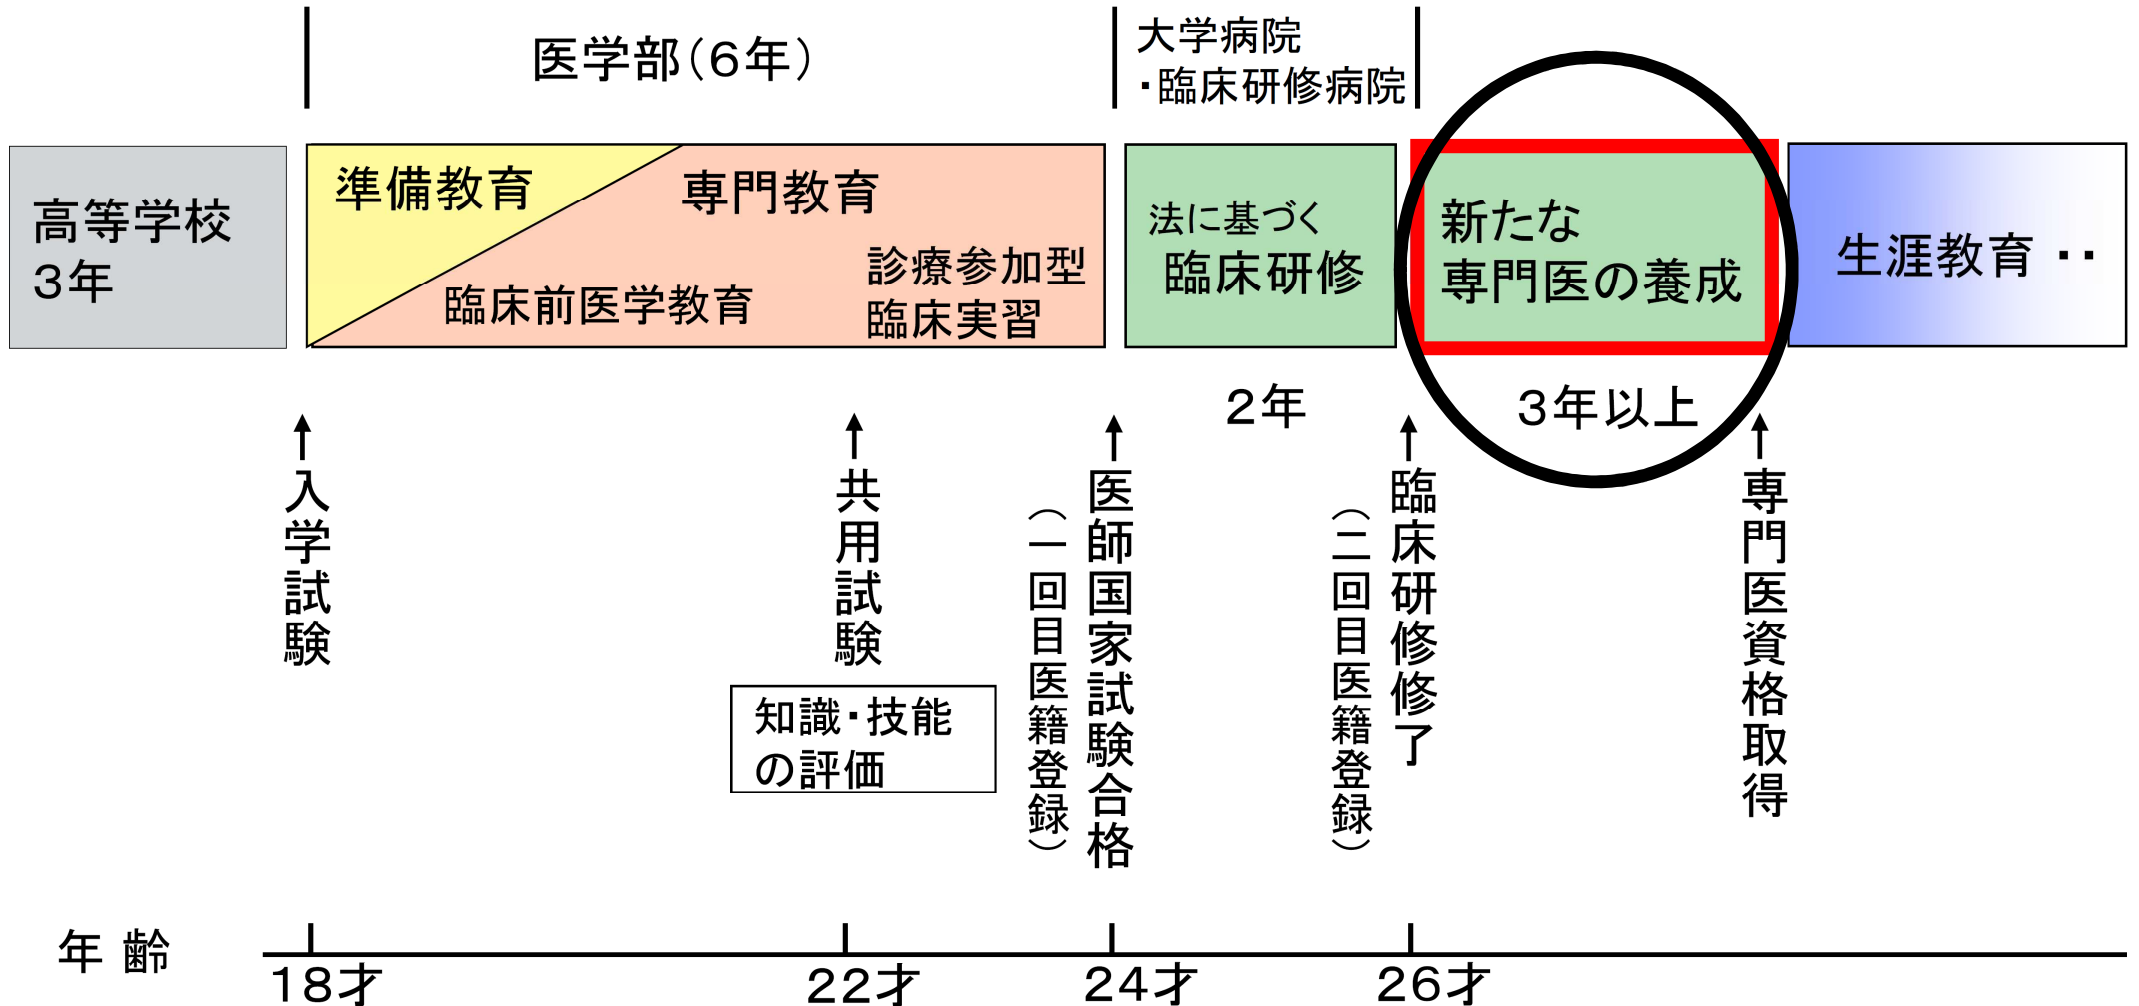 医学部（６年）
大学病院
・臨床研修病院
高等学校
３年
準備教育
専門教育
臨床前医学教育
診療参加型
臨床実習
法に基づく
臨床研修
新たな
専門医の養成
生涯教育 ‥
２年
３年以上
入学試験
共用試験
知識・技能
の評価
医師国家試験合格
（一回目医籍登録）
臨床研修修了
（二回目医籍登録）
専門医資格取得
年 齢
１８才
２２才
２４才
２６才